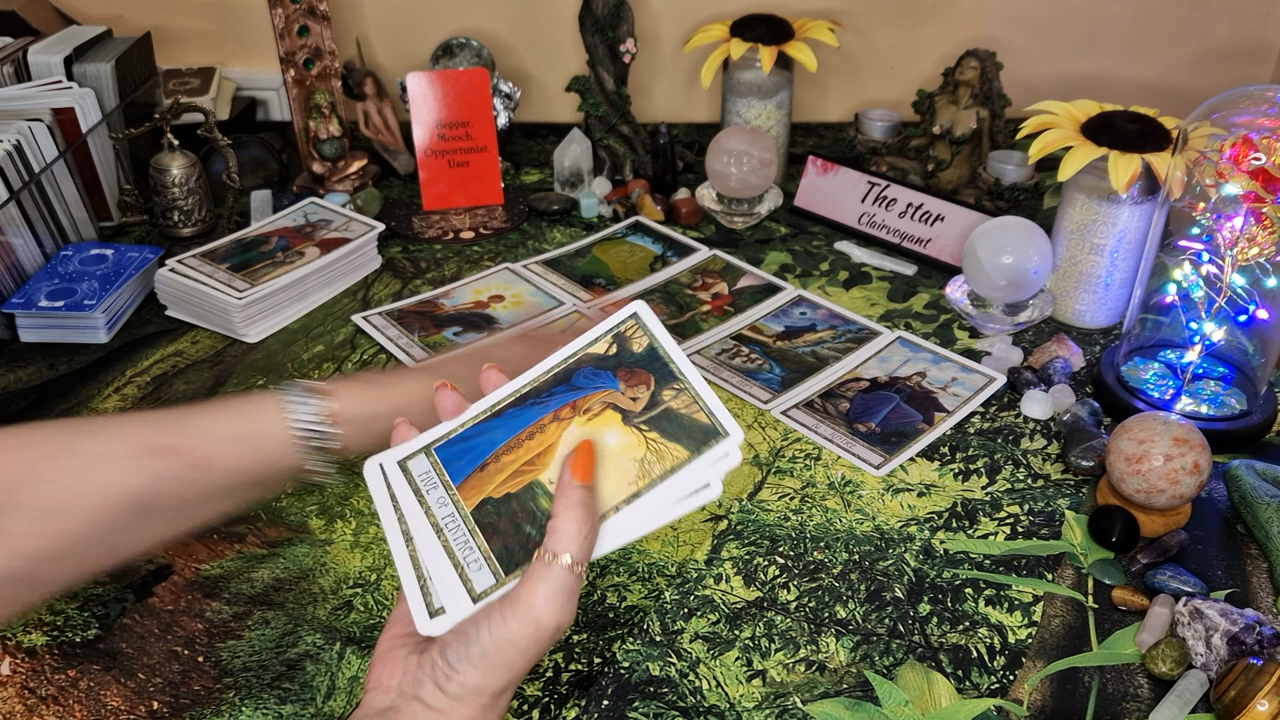 Beggar.
Mooch.
Opportunist.
User
The star
Clairvoyant
FIVE OF PENTACLES